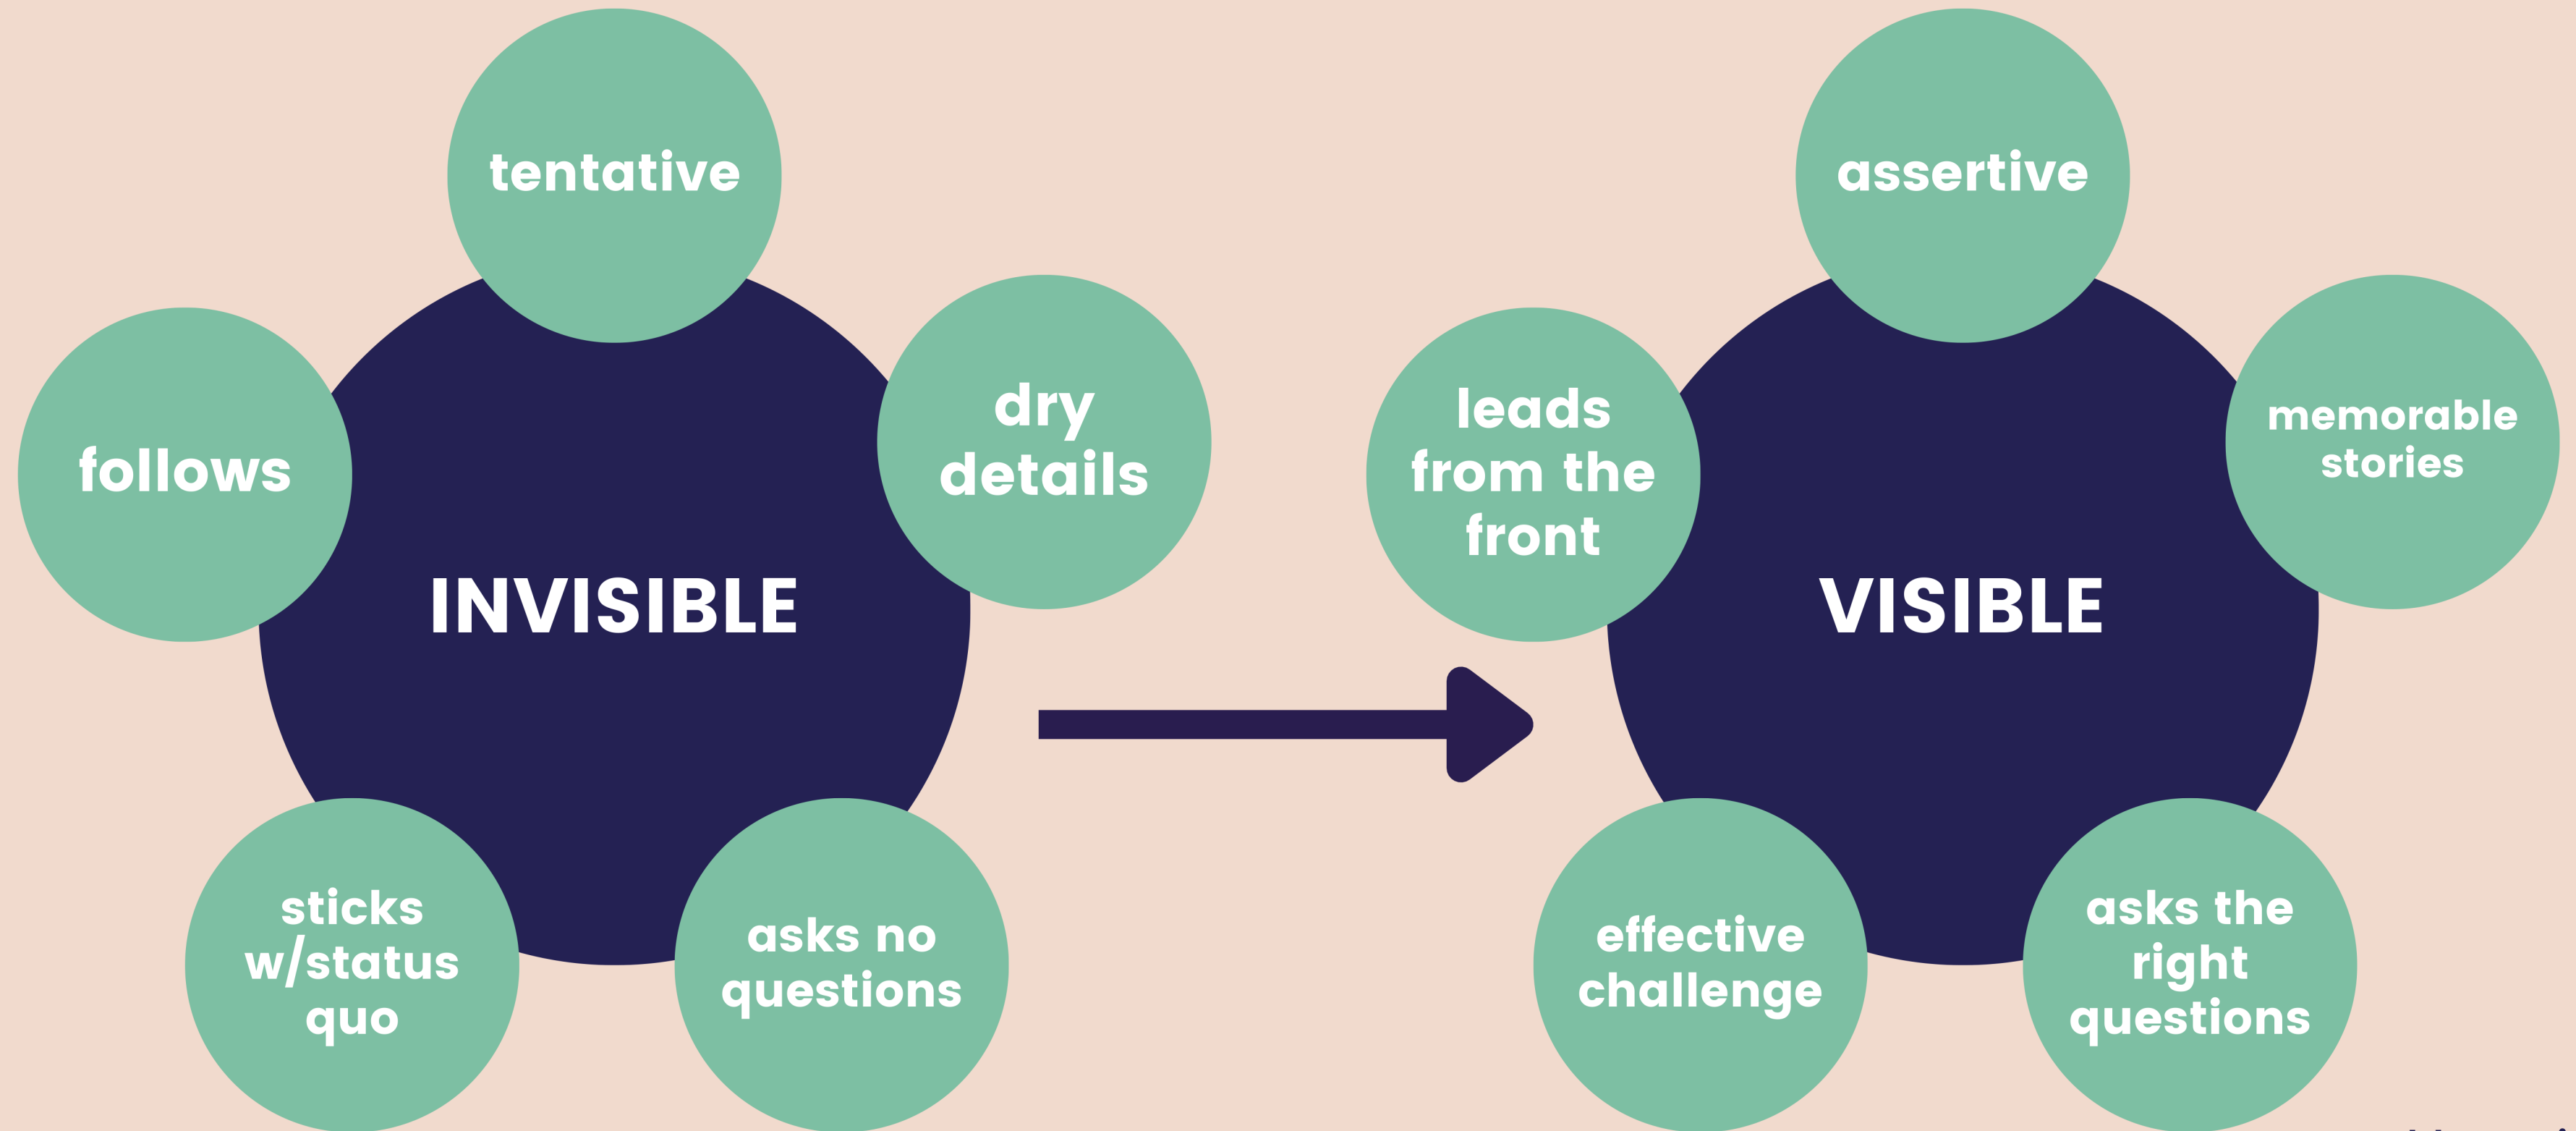 tentative
follows
dry
details
INVISIBLE
sticks
w/status
quo
asks no
questions
assertive
leads
from the
front
memorable
stories
VISIBLE
effective
challenge
asks the
right
questions